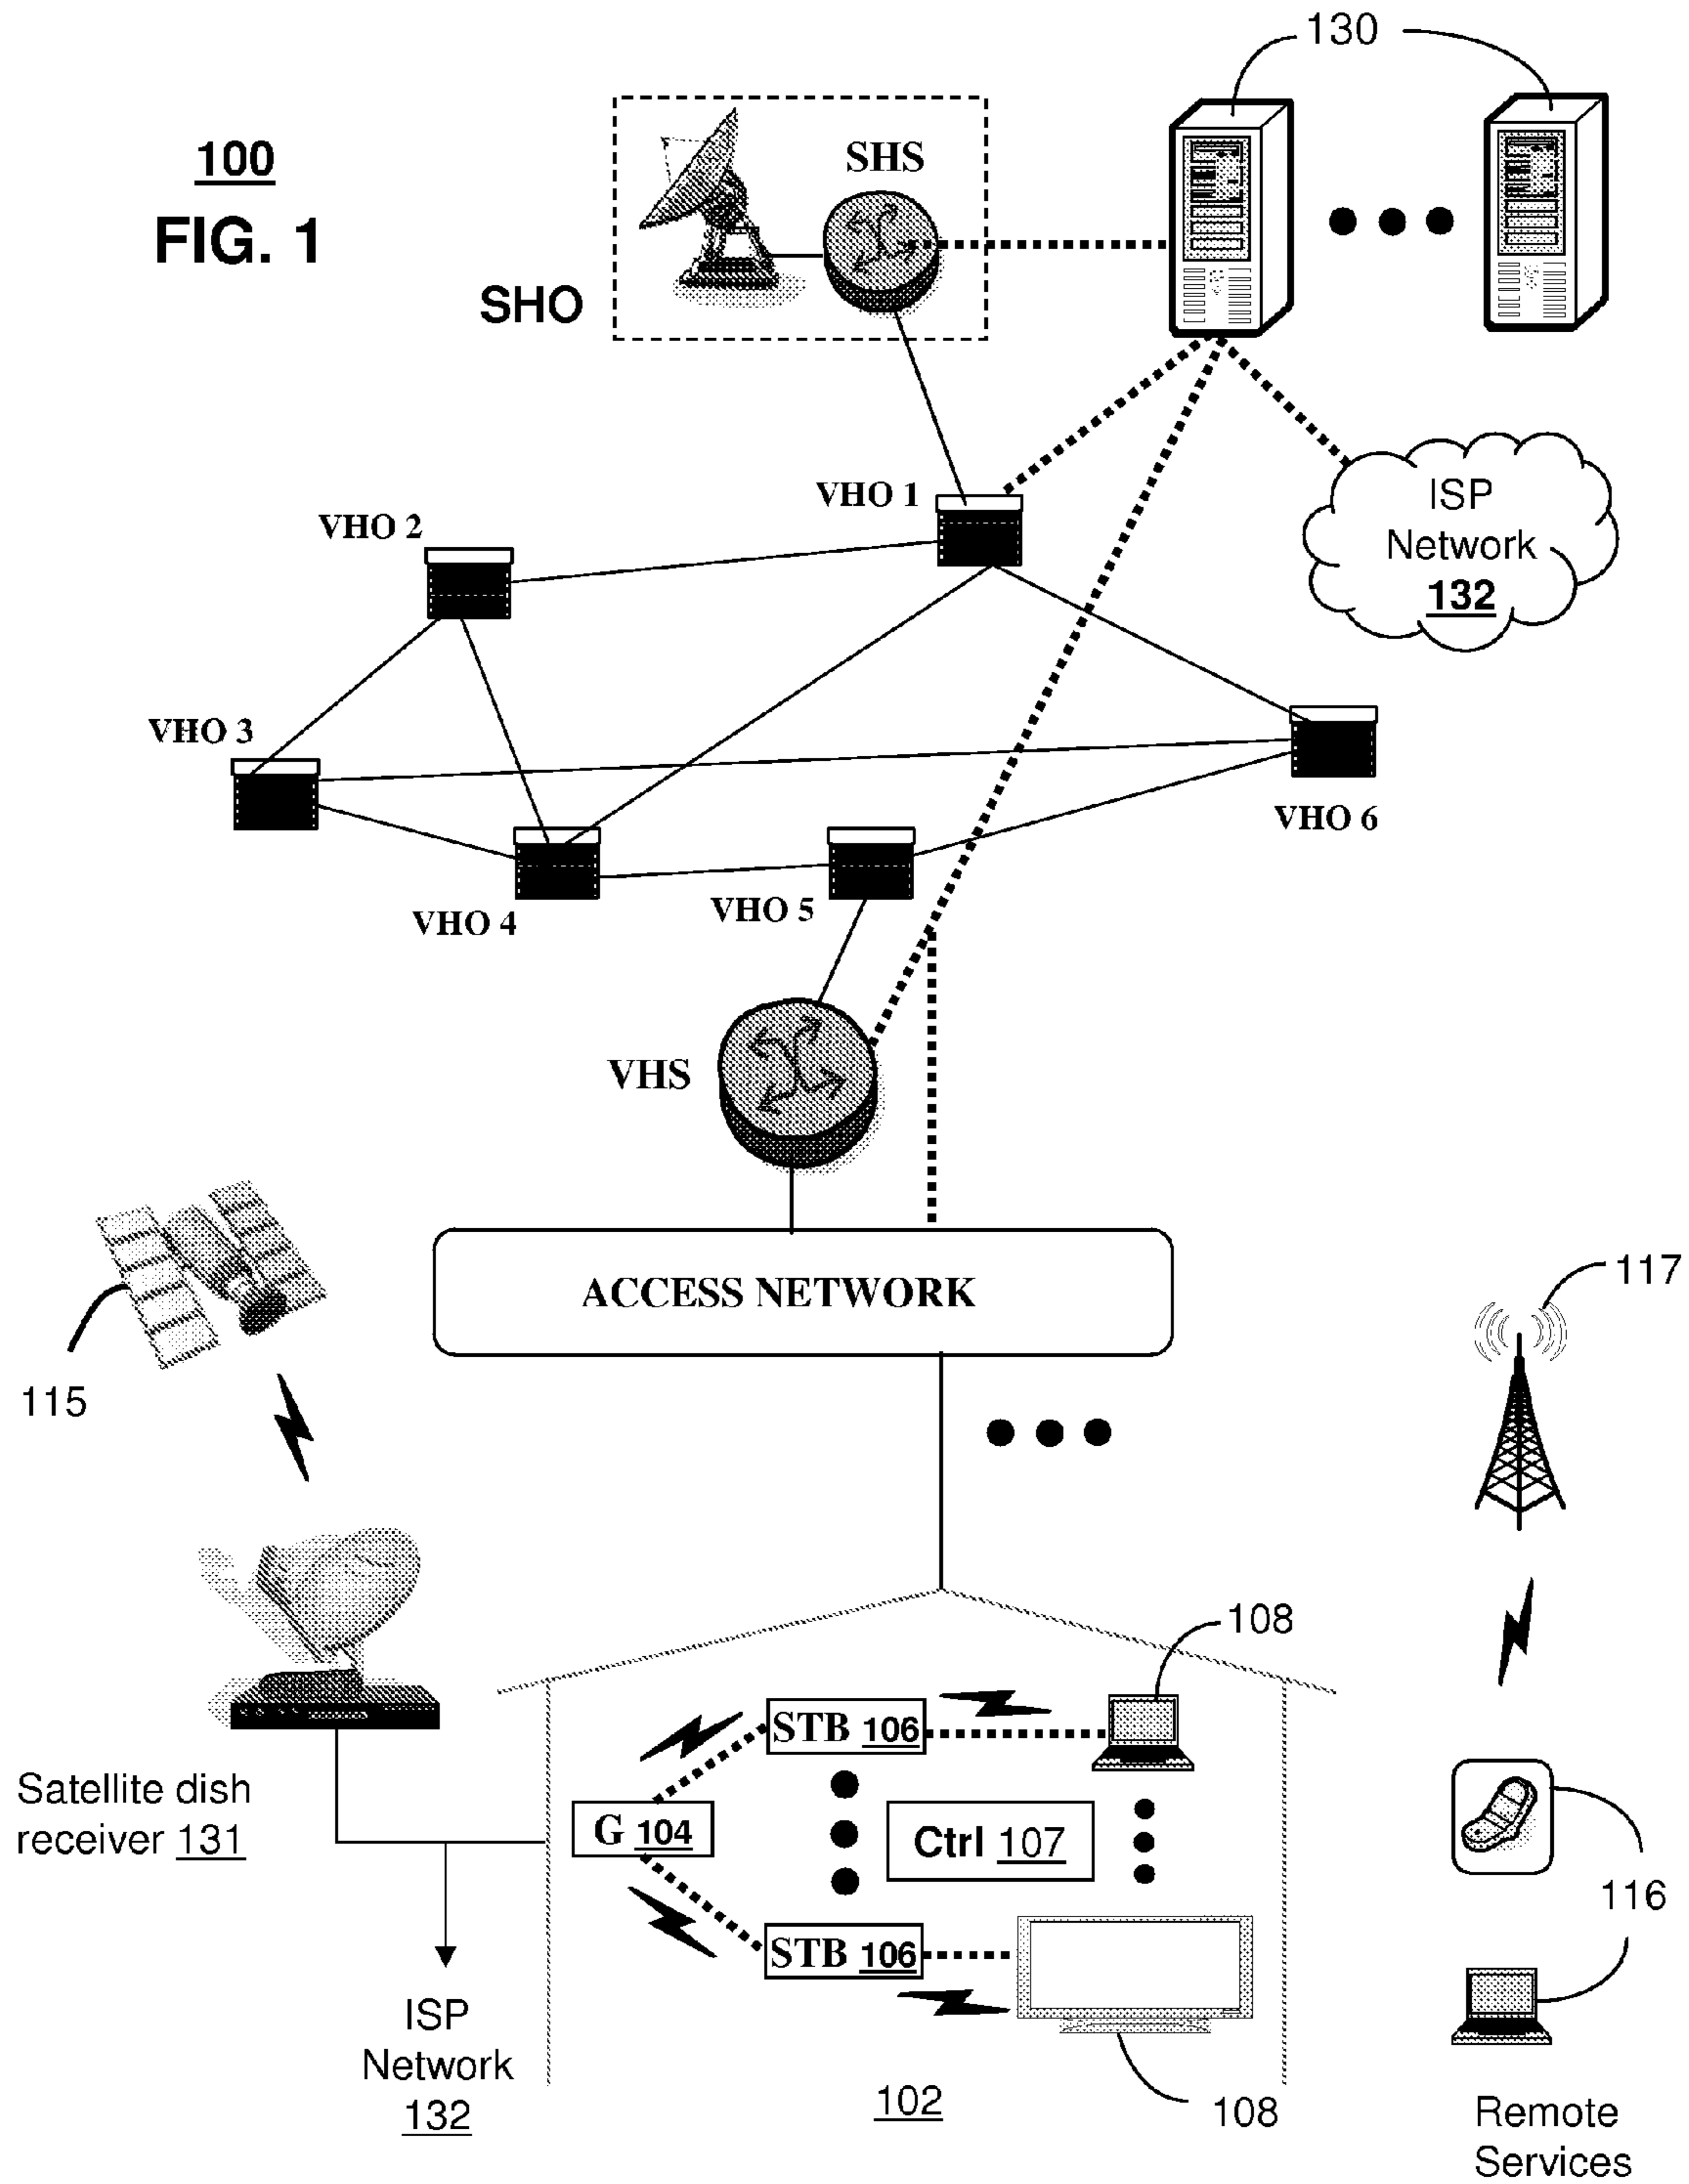 130
100
FIG. 1
SHS
SHO
VHO 1
VHO 2
ISP
Network
132
VHO 3
VHO 6
VHO 4
VHO 5
VHS
ACCESS NETWORK
117
115
108
STB 106
Satellite dish
receiver 131
G 104
Ctrl 107
116
STB 106
ISP
Network
132
102
108
Remote
Services